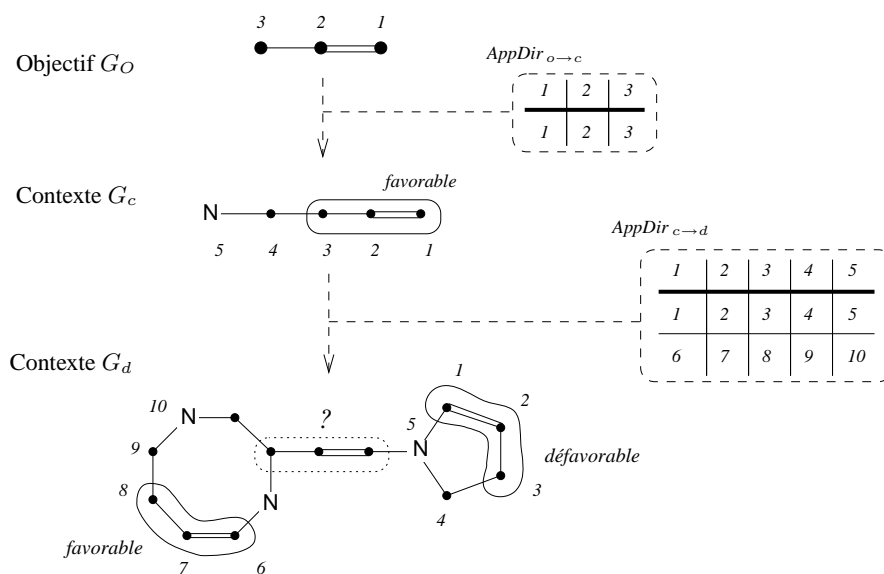 3 2 1
Objectif G_O
AppDir o→c
1 2 3
1 2 3
Contexte G_c
favorable
N
5 4 3 2 1
AppDir c→d
1 2 3 4 5
1 2 3 4 5
6 7 8 9 10
Contexte G_d
1
10 N ? 5 2
9 N
8 N défavorable
3
4
favorable
7 6